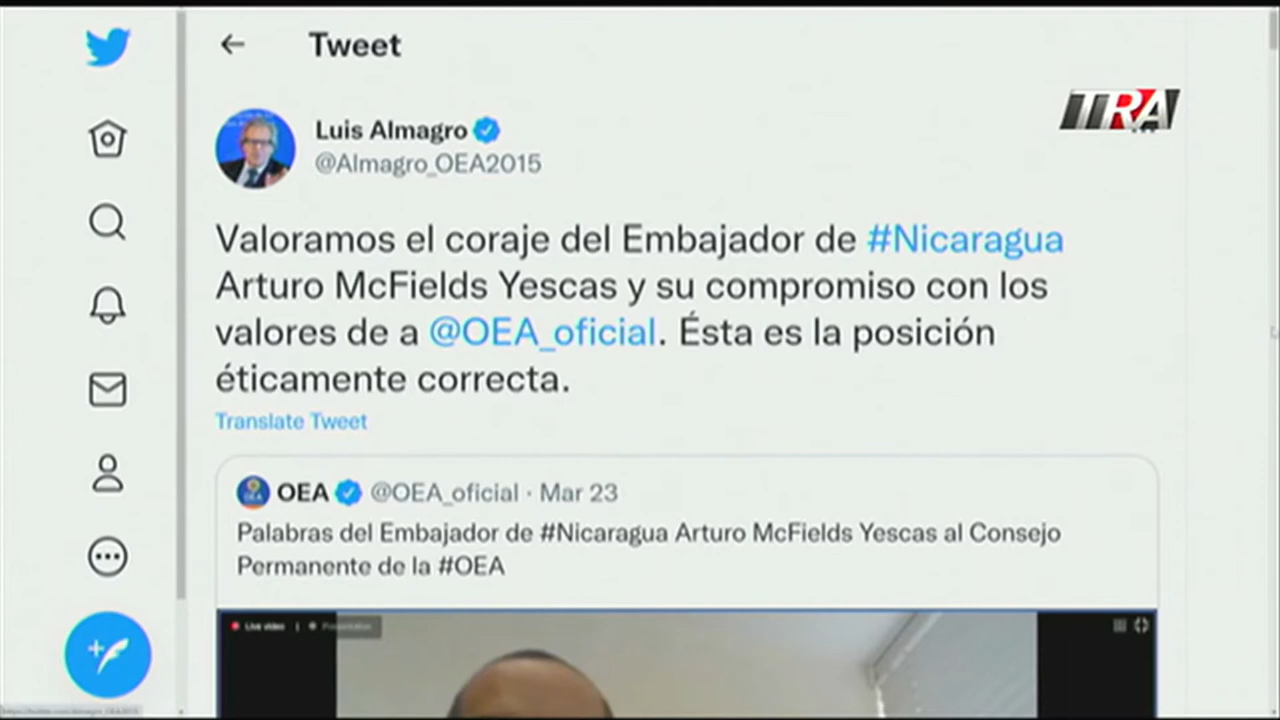 Tweet
TRA
Luis Almagro
@Almagro_OEA2015
Valoramos el coraje del Embajador de #Nicaragua
Arturo McFields Yescas y su compromiso con los
valores de a @OEA_oficial. Ésta es la posición
éticamente correcta.
Translate Tweet
OEA @OEA_oficial · Mar 23
Palabras del Embajador de #Nicaragua Arturo McFields Yescas al Consejo
Permanente de la #OEA
Live video | Presentation